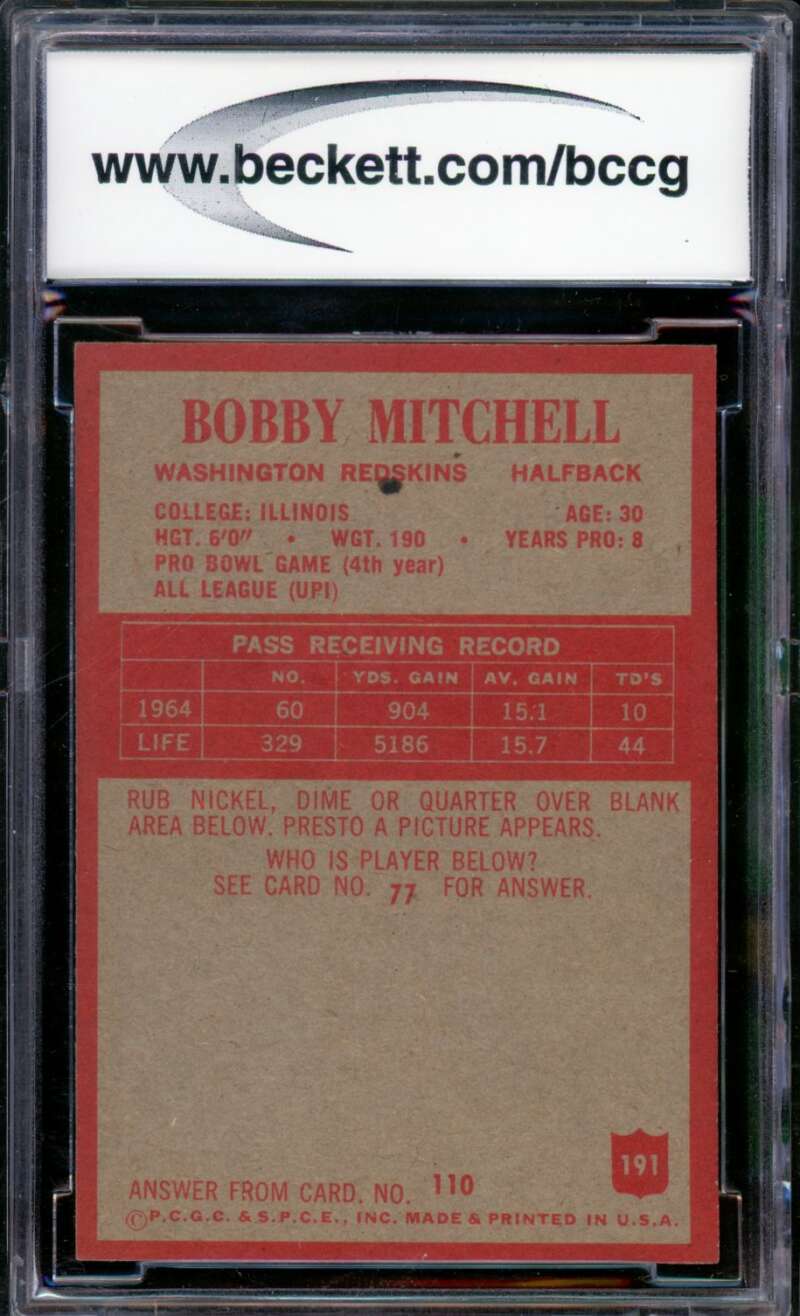 www.beckett.com/bccg
BOBBY MITCHELL
WASHINGTON REDSKINS HALFBACK
COLLEGE: ILLINOIS AGE: 30
HGT. 6'0" • WGT. 190 • YEARS PRO: 8
PRO BOWL GAME (4th year)
ALL LEAGUE (UPI)
PASS RECEIVING RECORD
NO. YDS. GAIN AV. GAIN TD'S
1964 60 904 15.1 10
LIFE 329 5186 15.7 44
RUB NICKEL, DIME OR QUARTER OVER BLANK
AREA BELOW. PRESTO A PICTURE APPEARS.
WHO IS PLAYER BELOW?
SEE CARD NO. 77 FOR ANSWER.
191
ANSWER FROM CARD. NO. 110
©P.C.G.C. & S.P.C.E., INC. MADE & PRINTED IN U.S.A.